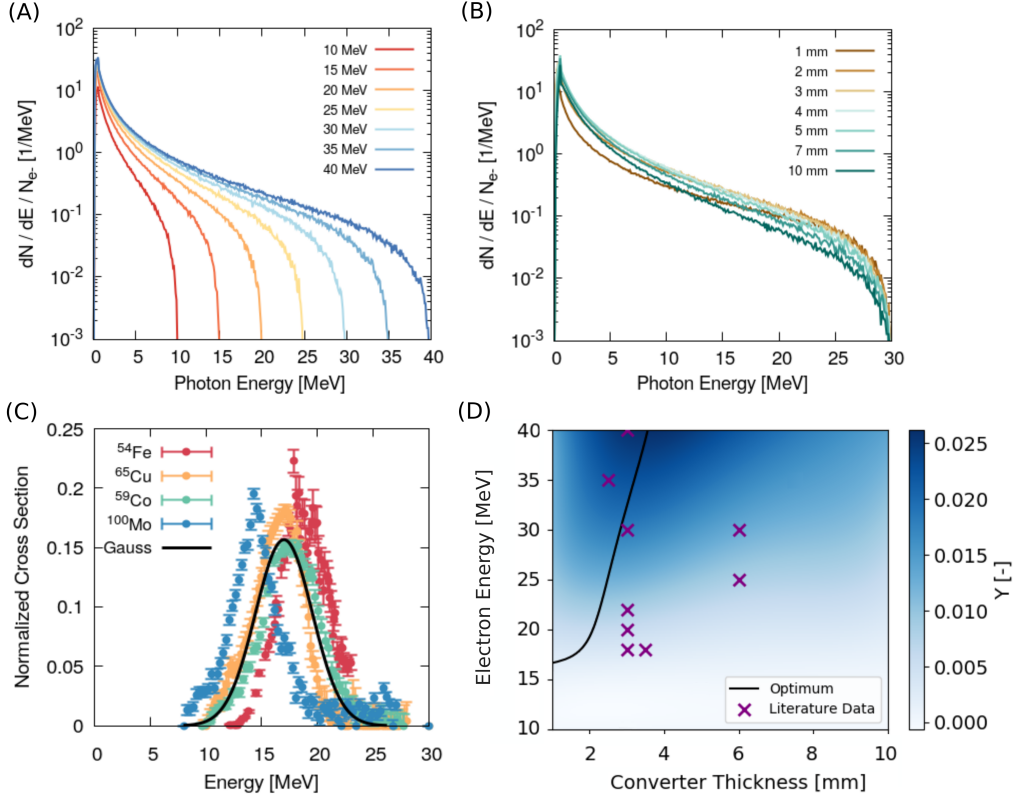 (A)
10²
10¹
10⁰
10⁻¹
10⁻²
10⁻³
dN / dE / Nₑ₋ [1/MeV]
10 MeV
15 MeV
20 MeV
25 MeV
30 MeV
35 MeV
40 MeV
0 5 10 15 20 25 30 35 40
Photon Energy [MeV]
(B)
10²
10¹
10⁰
10⁻¹
10⁻²
10⁻³
dN / dE / Nₑ₋ [1/MeV]
1 mm
2 mm
3 mm
4 mm
5 mm
7 mm
10 mm
0 5 10 15 20 25 30
Photon Energy [MeV]
(C)
0.25
0.2
0.15
0.1
0.05
0
Normalized Cross Section
⁵⁴Fe
⁶⁵Cu
⁵⁹Co
¹⁰⁰Mo
Gauss
0 5 10 15 20 25 30
Energy [MeV]
(D)
40
35
30
25
20
15
10
Electron Energy [MeV]
Optimum
Literature Data
2 4 6 8 10
Converter Thickness [mm]
0.025
0.020
0.015
0.010
0.005
0.000
Y [-]